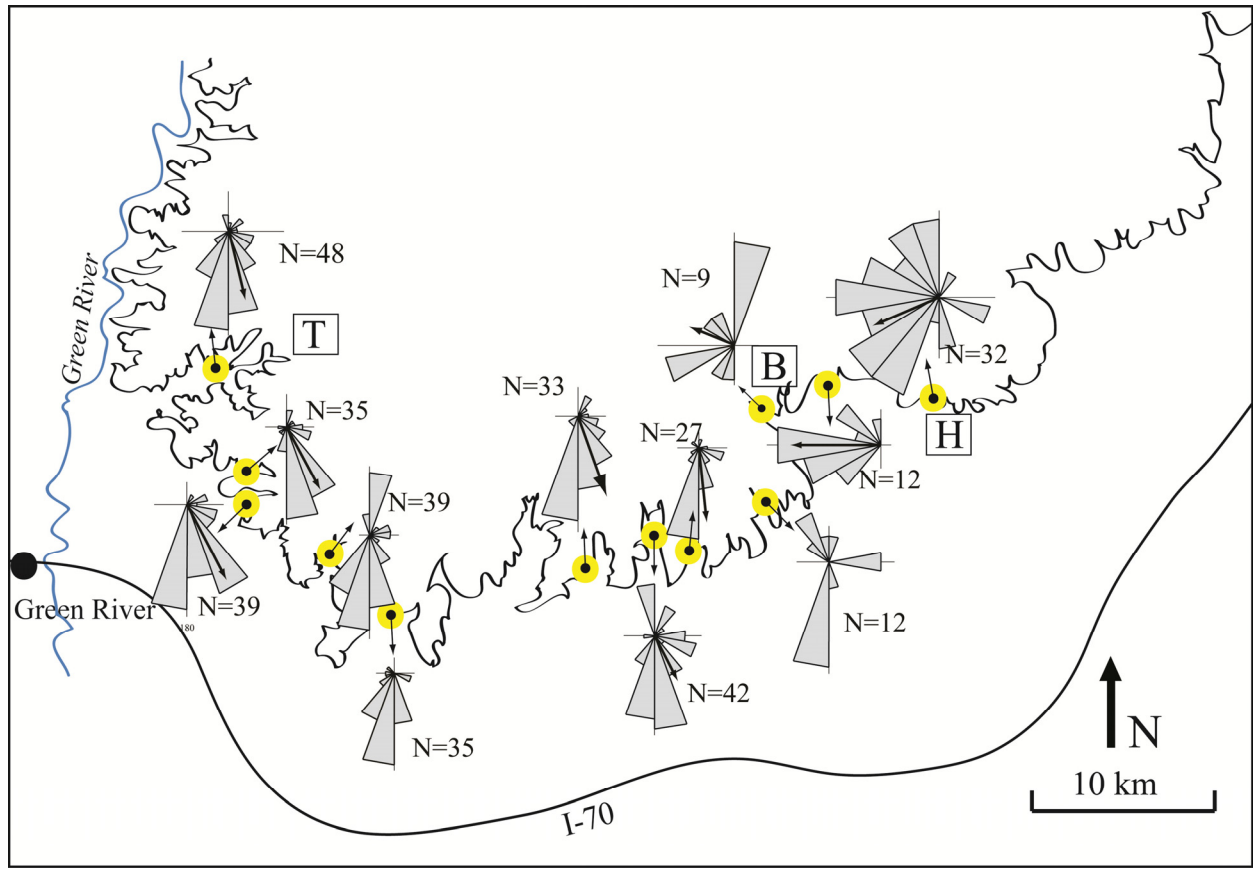 N=48
Green River
T
N=9
N=32
B
N=35
N=33
N=27
H
N=39
N=12
Green River
N=39
180
N=12
N=42
N=35
N
10 km
I-70